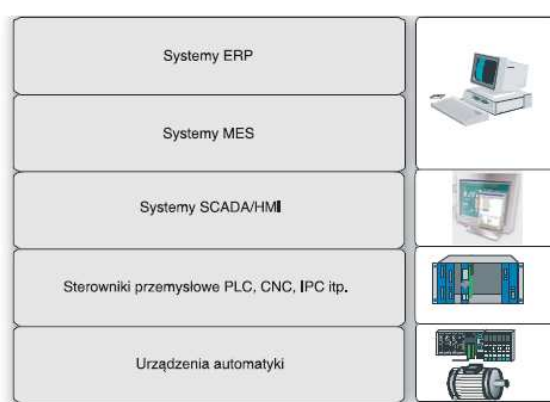 Systemy ERP
Systemy MES
Systemy SCADA/HMI
Sterowniki przemysłowe PLC, CNC, IPC itp.
Urządzenia automatyki